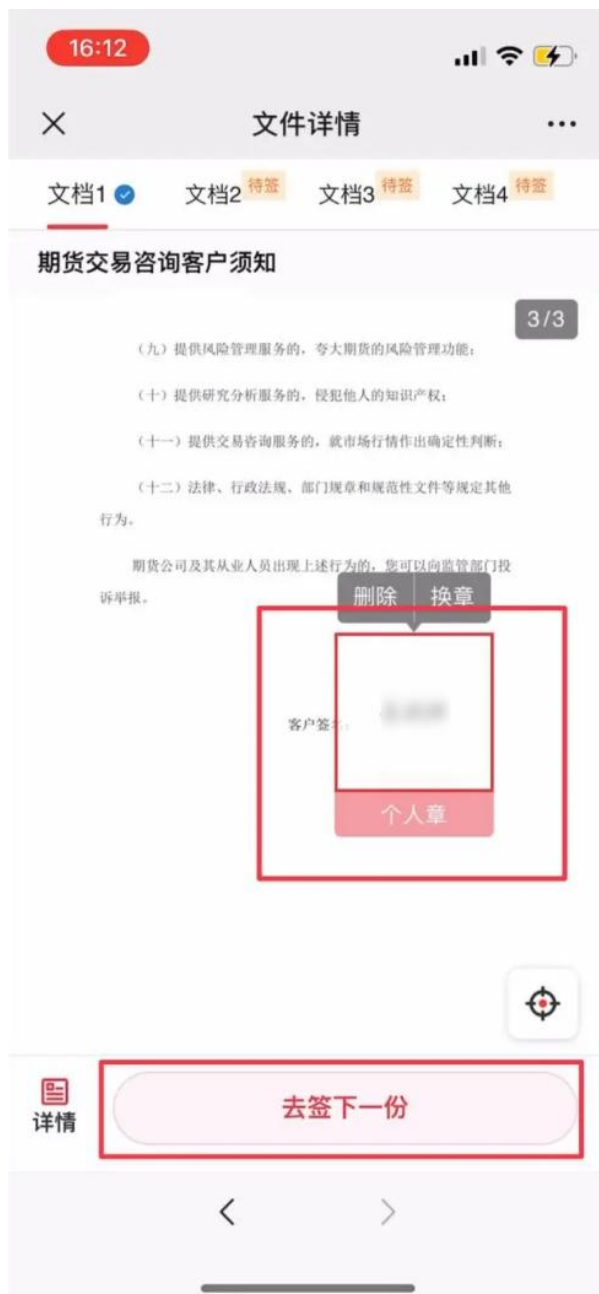 16:12
文件详情
文档1 文档2 待签 文档3 待签 文档4 待签
期货交易咨询客户须知
3/3
（九）提供风险管理服务的，夸大期货的风险管理功能；
（十）提供研究分析服务的，侵犯他人的知识产权；
（十一）提供交易咨询服务的，就市场行情作出确定性判断；
（十二）法律、行政法规、部门规章和规范性文件等规定其他
行为。
期货公司及其从业人员出现上述行为的，您可以向监管部门投
诉举报。
删除 换章
客户签
个人章
详情
去签下一份